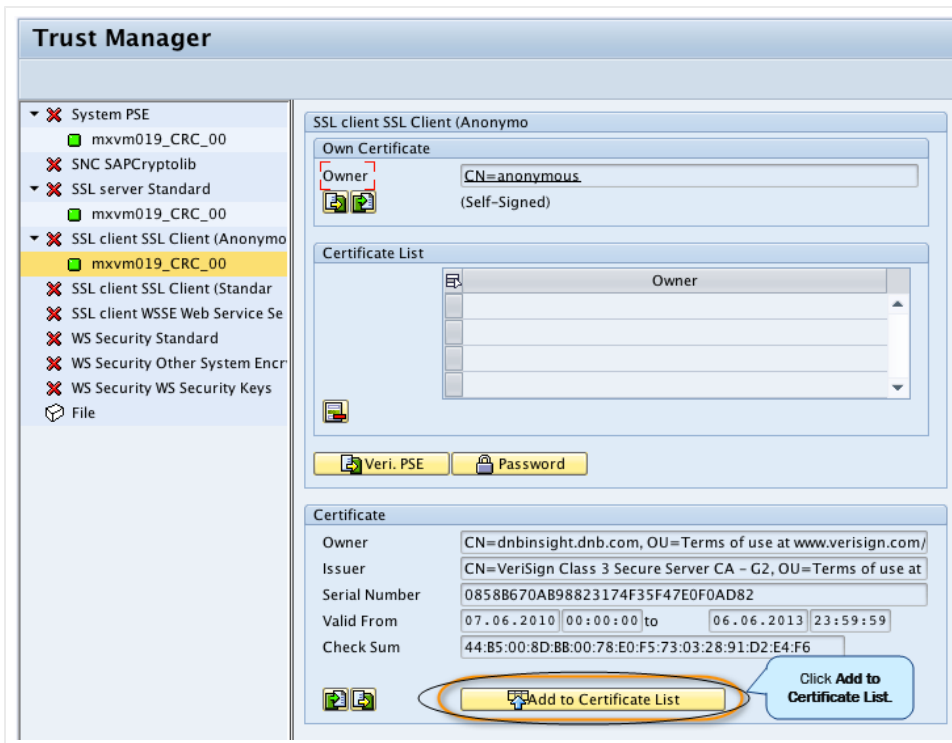 Trust Manager
System PSE
mxvm019_CRC_00
SNC SAPCryptolib
SSL server Standard
mxvm019_CRC_00
SSL client SSL Client (Anonymo
mxvm019_CRC_00
SSL client SSL Client (Standar
SSL client WSSE Web Service Se
WS Security Standard
WS Security Other System Encr
WS Security WS Security Keys
File
SSL client SSL Client (Anonymo
Own Certificate
Owner CN=anonymous
(Self-Signed)
Certificate List
Owner
Veri. PSE Password
Certificate
Owner CN=dnbinsight.dnb.com, OU=Terms of use at www.verisign.com/
Issuer CN=VeriSign Class 3 Secure Server CA - G2, OU=Terms of use at
Serial Number 0858B670AB98823174F35F47E0F0AD82
Valid From 07.06.2010 00:00:00 to 06.06.2013 23:59:59
Check Sum 44:B5:00:8D:BB:00:78:E0:F5:73:03:28:91:D2:E4:F6
Add to Certificate List
Click Add to
Certificate List.